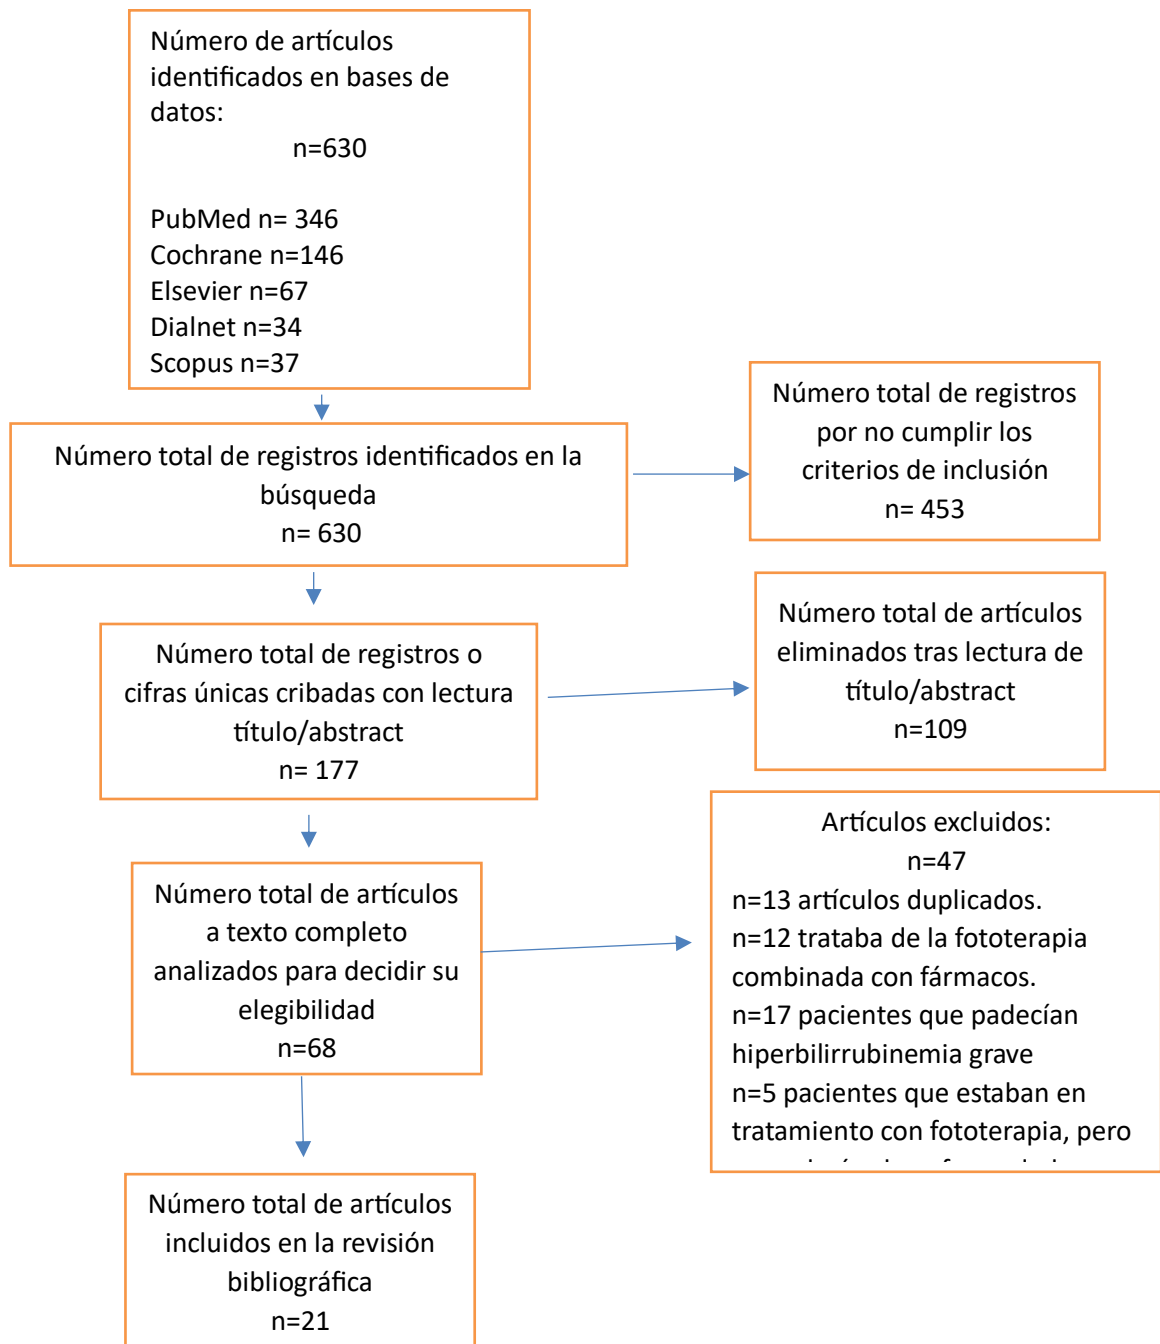 Número de artículos
identificados en bases de
datos:
n=630
PubMed n= 346
Cochrane n=146
Elsevier n=67
Dialnet n=34
Scopus n=37
Número total de registros identificados en la
búsqueda
n= 630
Número total de registros
por no cumplir los
criterios de inclusión
n= 453
Número total de registros o
cifras únicas cribadas con lectura
título/abstract
n= 177
Número total de artículos
eliminados tras lectura de
título/abstract
n=109
Número total de artículos
a texto completo
analizados para decidir su
elegibilidad
n=68
Artículos excluidos:
n=47
n=13 artículos duplicados.
n=12 trataba de la fototerapia
combinada con fármacos.
n=17 pacientes que padecían
hiperbilirrubinemia grave
n=5 pacientes que estaban en
tratamiento con fototerapia, pero
Número total de artículos
incluidos en la revisión
bibliográfica
n=21